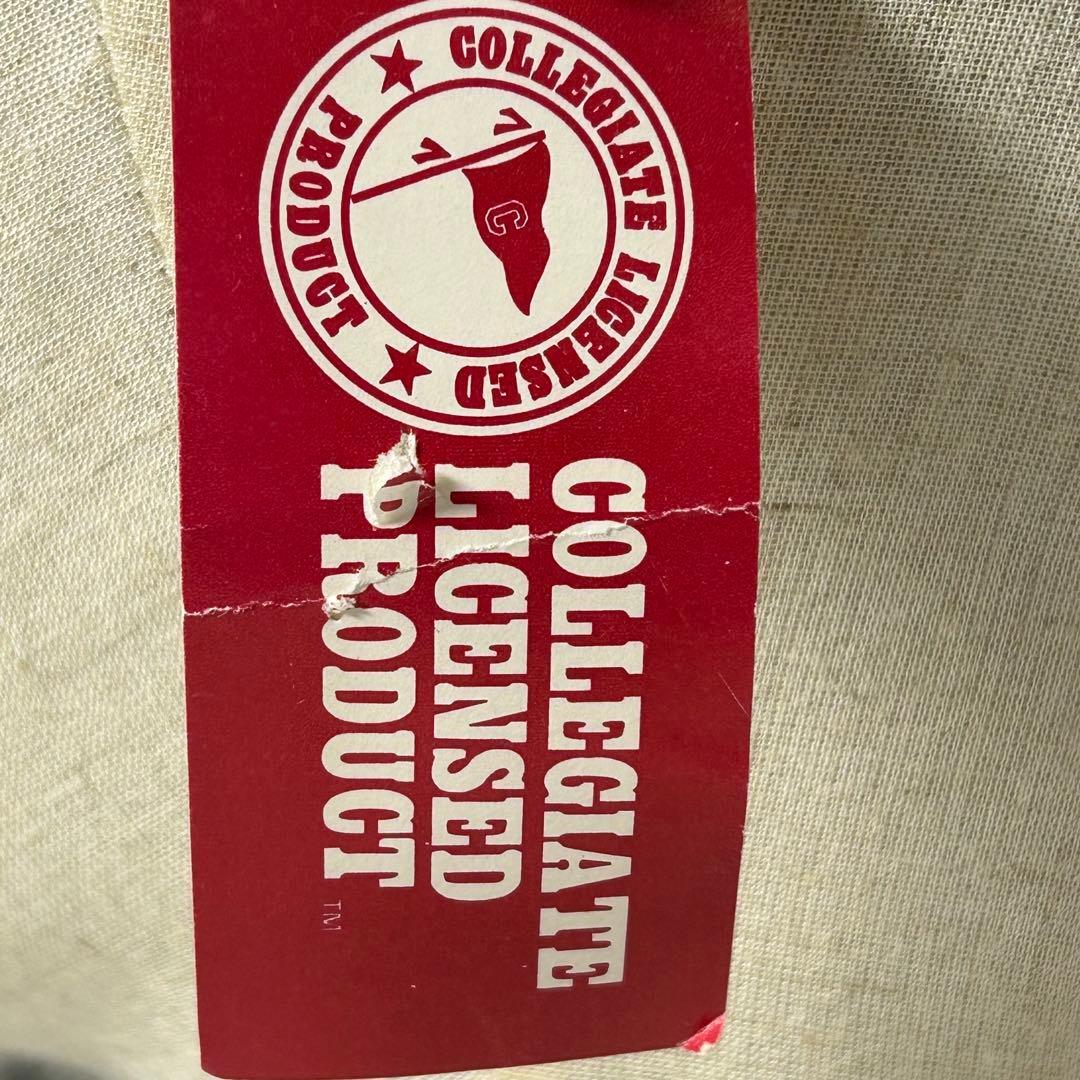 COLLEGIATE LICENSED
PRODUCT
C
COLLEGIATE
LICENSED
PRODUCT
TM